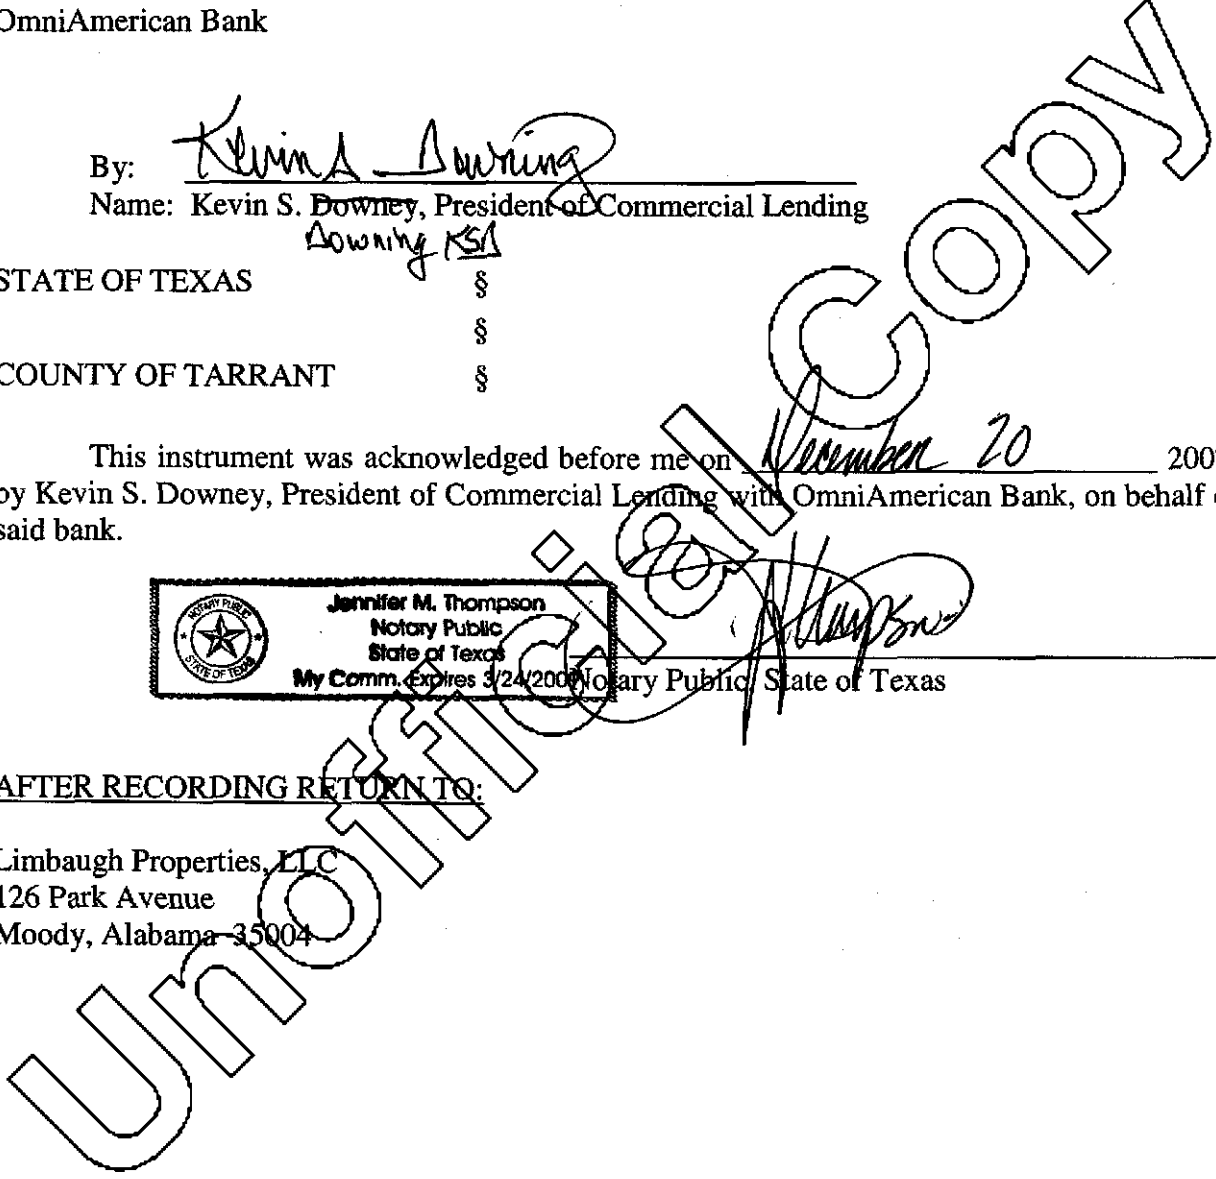 OmniAmerican Bank
By: Kevin S Downing
Name: Kevin S. Downey, President of Commercial Lending
Downing KSD
STATE OF TEXAS §
§
COUNTY OF TARRANT §
This instrument was acknowledged before me on December 20 200
by Kevin S. Downey, President of Commercial Lending with OmniAmerican Bank, on behalf
said bank.
Jennifer M. Thompson
Notary Public
State of Texas
My Comm. Expires 3/24/200
NOTARY PUBLIC
STATE OF TEXAS
Notary Public, State of Texas
AFTER RECORDING RETURN TO:
Limbaugh Properties, LLC
126 Park Avenue
Moody, Alabama 35004
Unofficial Copy